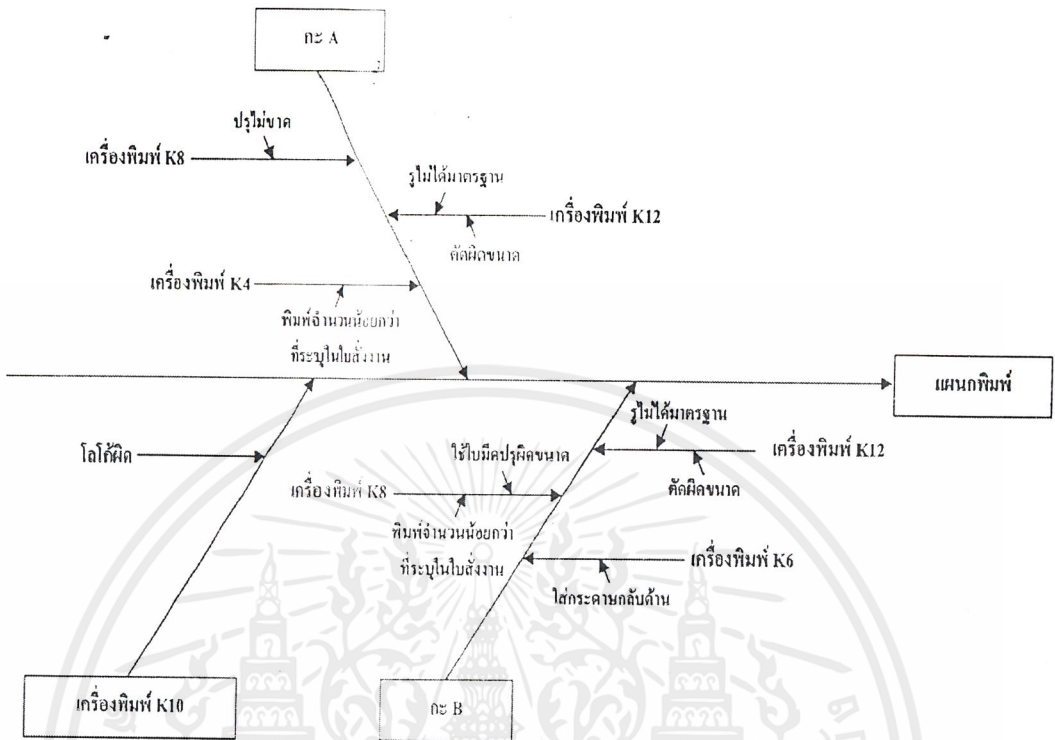 กะ A
ปรุไม่ขาด
เครื่องพิมพ์ K8
รูไม่ได้มาตรฐาน
เครื่องพิมพ์ K12
ตัดผิดขนาด
เครื่องพิมพ์ K4
พิมพ์จำนวนน้อยกว่า
ที่ระบุในใบสั่งงาน
แผนกพิมพ์
รูไม่ได้มาตรฐาน
โลโก้ผิด
ใช้ใบมีดปรุผิดขนาด
เครื่องพิมพ์ K12
เครื่องพิมพ์ K8
ตัดผิดขนาด
พิมพ์จำนวนน้อยกว่า
ที่ระบุในใบสั่งงาน
เครื่องพิมพ์ K6
ใส่กระดาษกลับด้าน
เครื่องพิมพ์ K10
กะ B